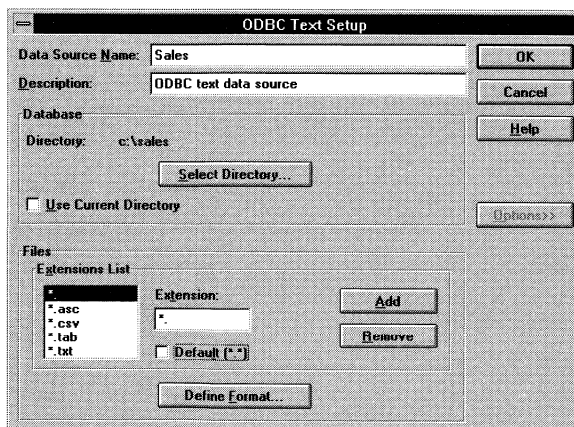 ODBC Text Setup
Data Source Name: Sales
OK
Description: ODBC text data source
Cancel
Database
Help
Directory: c:\sales
Select Directory...
Use Current Directory
Options>>
Files
Extensions List
*.
*.asc
*.csv
*.tab
*.txt
Extension:
*.
Default (*.*)
Add
Remove
Define Format...